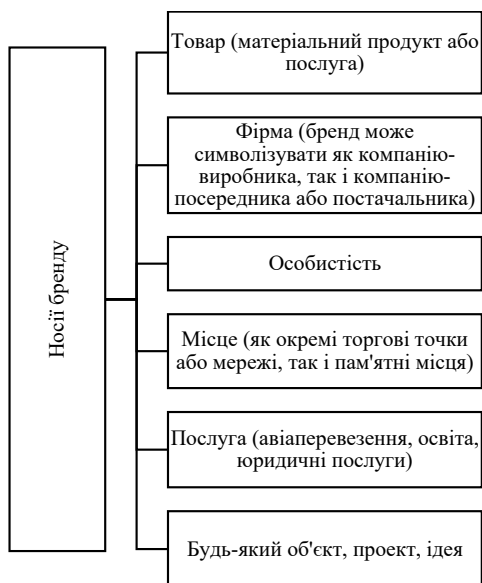 Носії бренду
Товар (матеріальний продукт або
послуга)
Фірма (бренд може
символізувати як компанію-
виробника, так і компанію-
посередника або постачальника)
Особистість
Місце (як окремі торгові точки
або мережі, так і пам'ятні місця)
Послуга (авіаперевезення, освіта,
юридичні послуги)
Будь-який об'єкт, проект, ідея